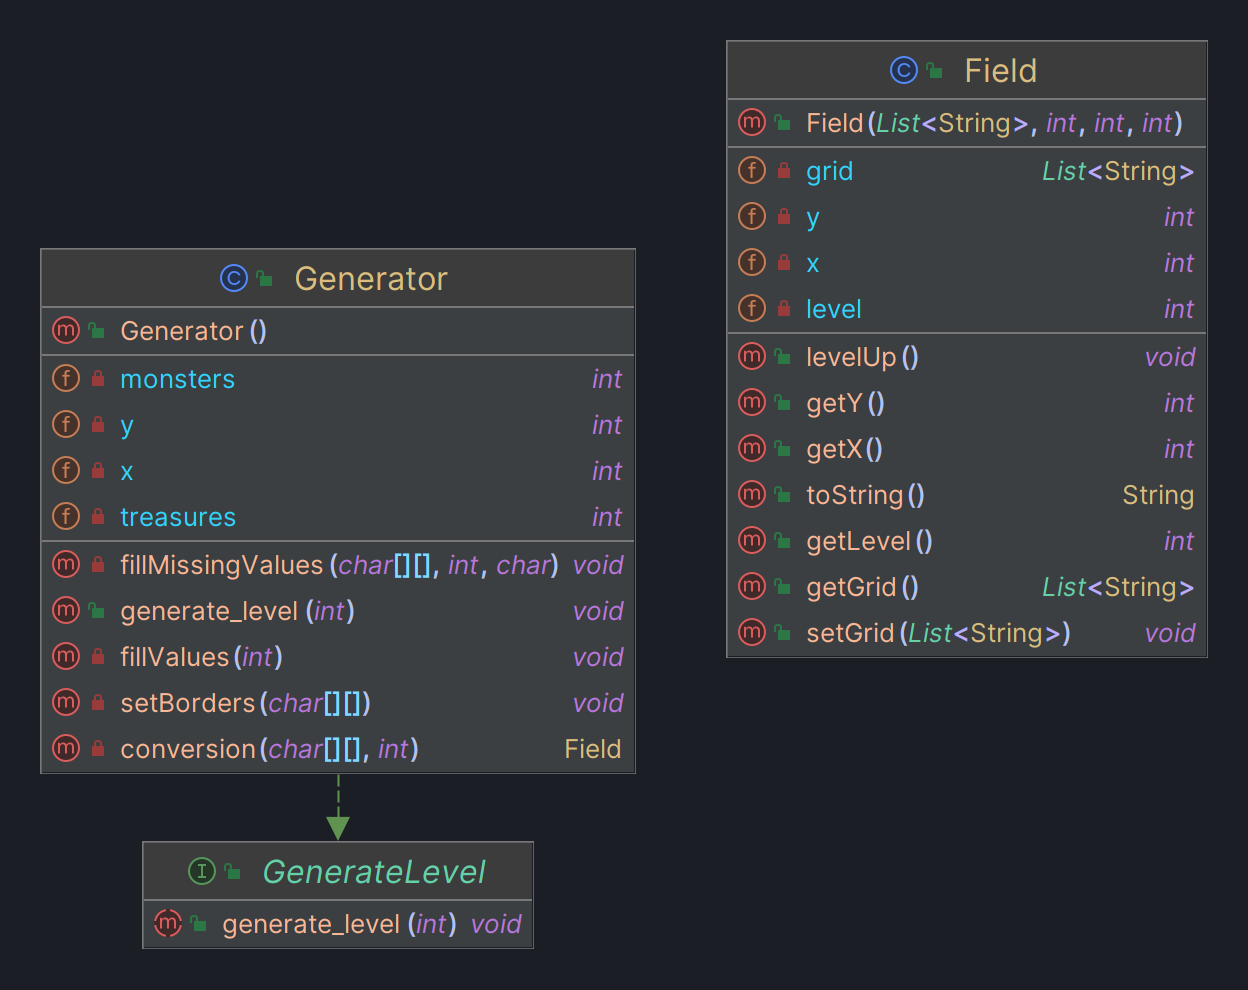 Generator
Generator()
monsters int
y int
x int
treasures int
fillMissingValues(char[][], int, char) void
generate_level(int) void
fillValues(int) void
setBorders(char[][]) void
conversion(char[][], int) Field
GenerateLevel
generate_level(int) void
Field
Field(List<String>, int, int, int)
grid List<String>
y int
x int
level int
levelUp() void
getY() int
getX() int
toString() String
getLevel() int
getGrid() List<String>
setGrid(List<String>) void